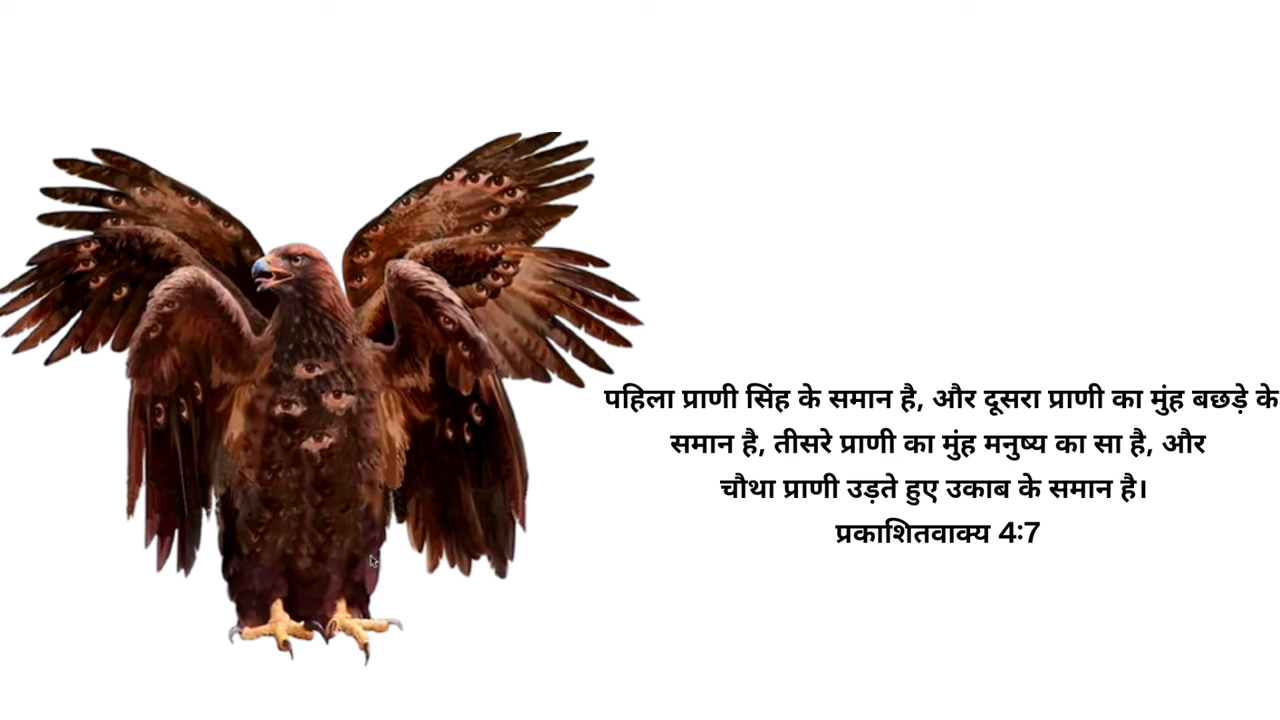 पहिला प्राणी सिंह के समान है, और दूसरा प्राणी का मुंह बछड़े के
समान है, तीसरे प्राणी का मुंह मनुष्य का सा है, और
चौथा प्राणी उड़ते हुए उकाब के समान है।
प्रकाशितवाक्य 4:7